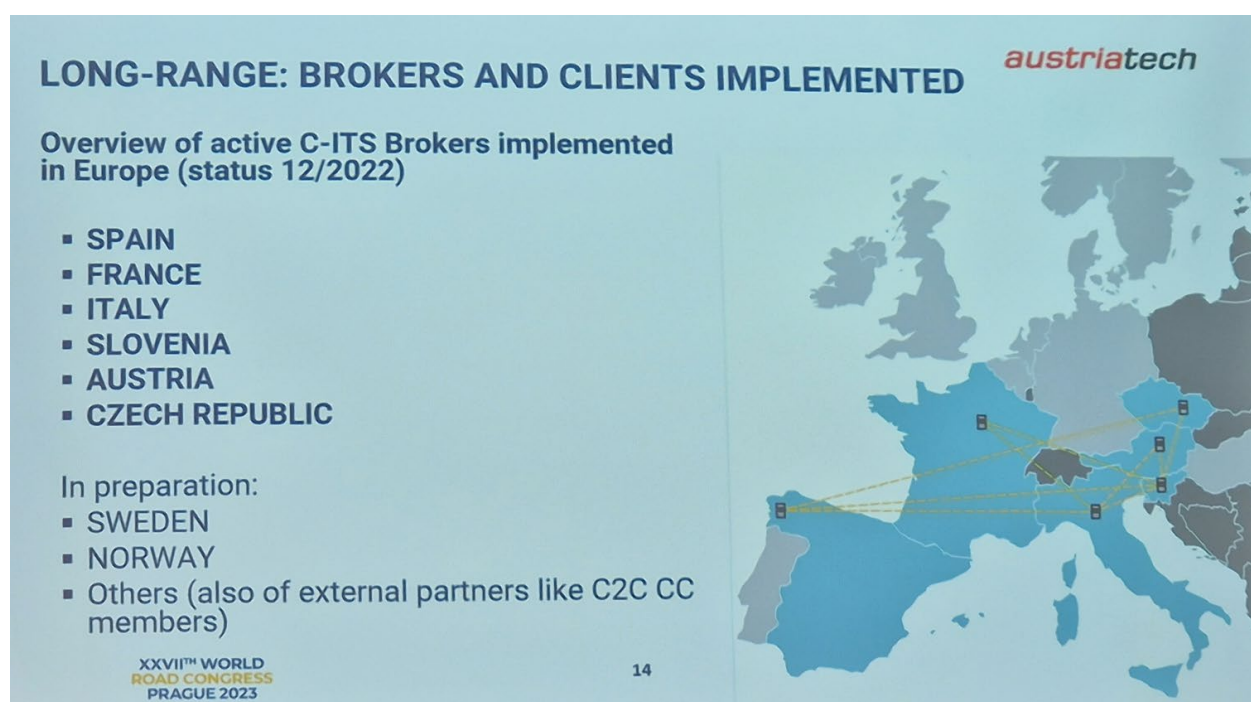 LONG-RANGE: BROKERS AND CLIENTS IMPLEMENTED
austriatech
Overview of active C-ITS Brokers implemented
in Europe (status 12/2022)
▪ SPAIN
▪ FRANCE
▪ ITALY
▪ SLOVENIA
▪ AUSTRIA
▪ CZECH REPUBLIC
In preparation:
▪ SWEDEN
▪ NORWAY
▪ Others (also of external partners like C2C CC
members)
XXVIITH WORLD
ROAD CONGRESS
PRAGUE 2023
14